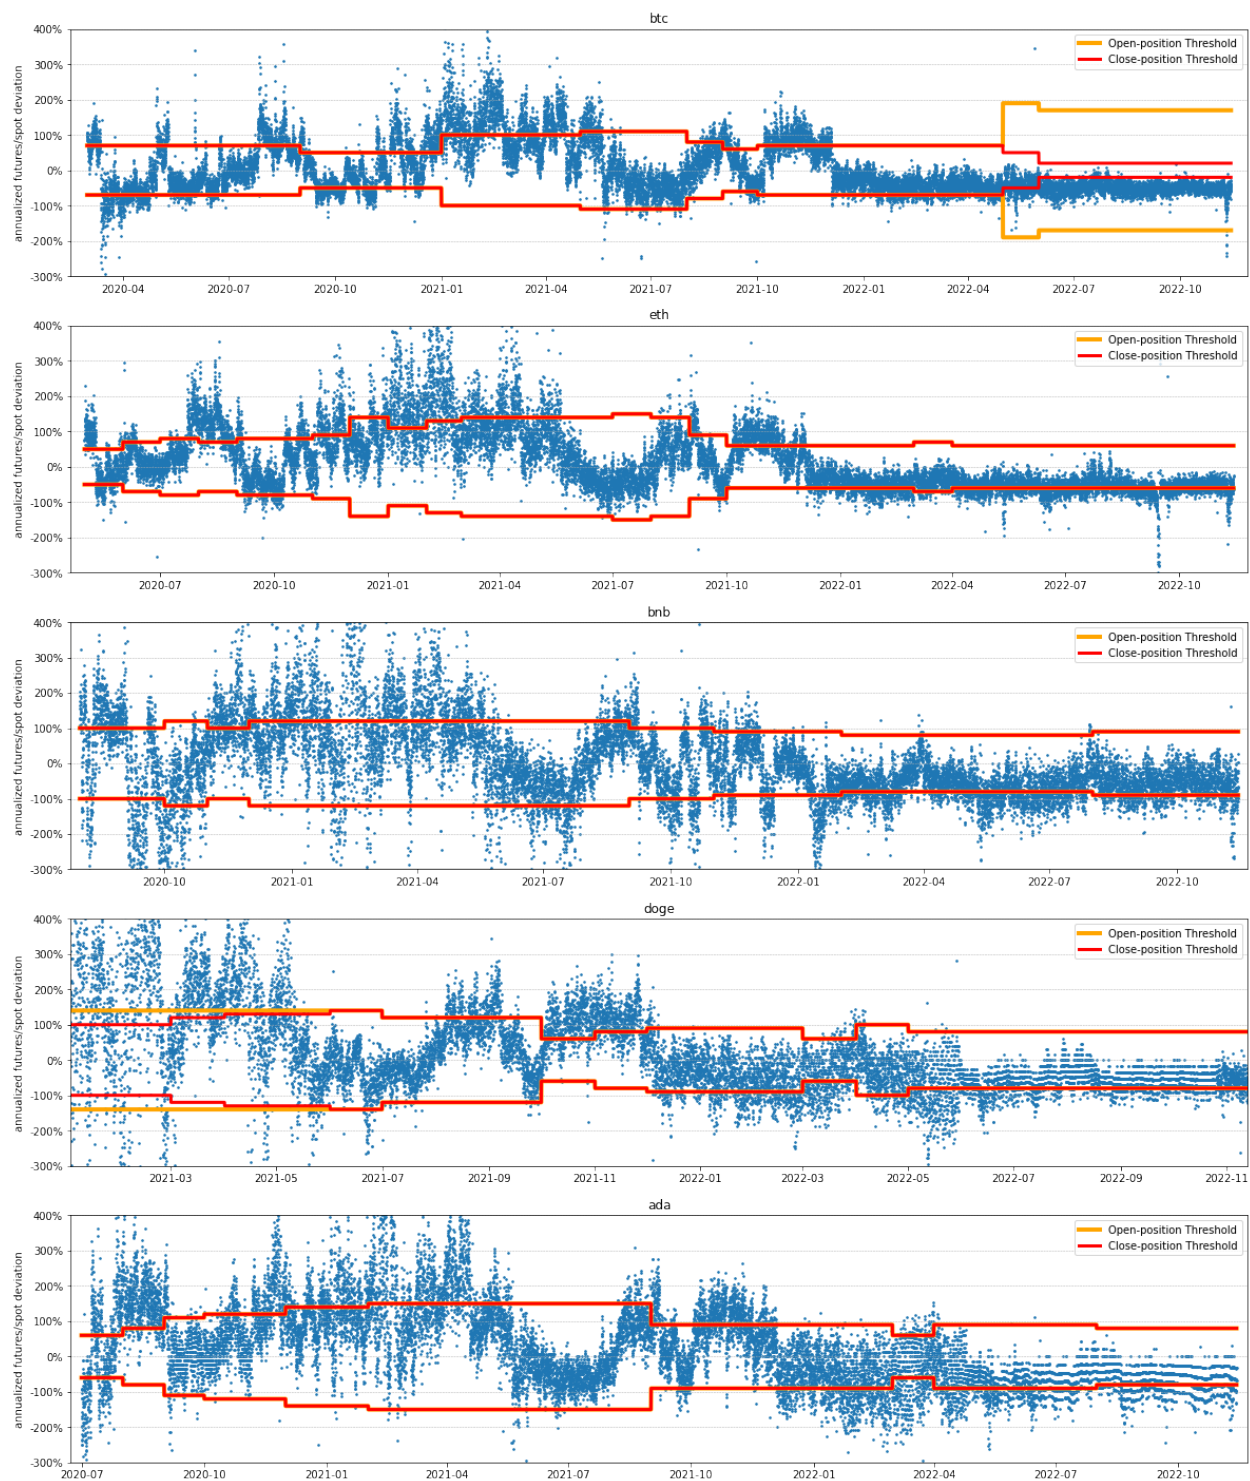 btc
400%
300%
200%
100%
0%
-100%
-200%
-300%
annualized futures/spot deviation
Open-position Threshold
Close-position Threshold
2020-04 2020-07 2020-10 2021-01 2021-04 2021-07 2021-10 2022-01 2022-04 2022-07 2022-10
eth
400%
300%
200%
100%
0%
-100%
-200%
-300%
annualized futures/spot deviation
Open-position Threshold
Close-position Threshold
2020-07 2020-10 2021-01 2021-04 2021-07 2021-10 2022-01 2022-04 2022-07 2022-10
bnb
400%
300%
200%
100%
0%
-100%
-200%
-300%
annualized futures/spot deviation
Open-position Threshold
Close-position Threshold
2020-10 2021-01 2021-04 2021-07 2021-10 2022-01 2022-04 2022-07 2022-10
doge
400%
300%
200%
100%
0%
-100%
-200%
-300%
annualized futures/spot deviation
Open-position Threshold
Close-position Threshold
2021-03 2021-05 2021-07 2021-09 2021-11 2022-01 2022-03 2022-05 2022-07 2022-09 2022-11
ada
400%
300%
200%
100%
0%
-100%
-200%
-300%
annualized futures/spot deviation
Open-position Threshold
Close-position Threshold
2020-07 2020-10 2021-01 2021-04 2021-07 2021-10 2022-01 2022-04 2022-07 2022-10